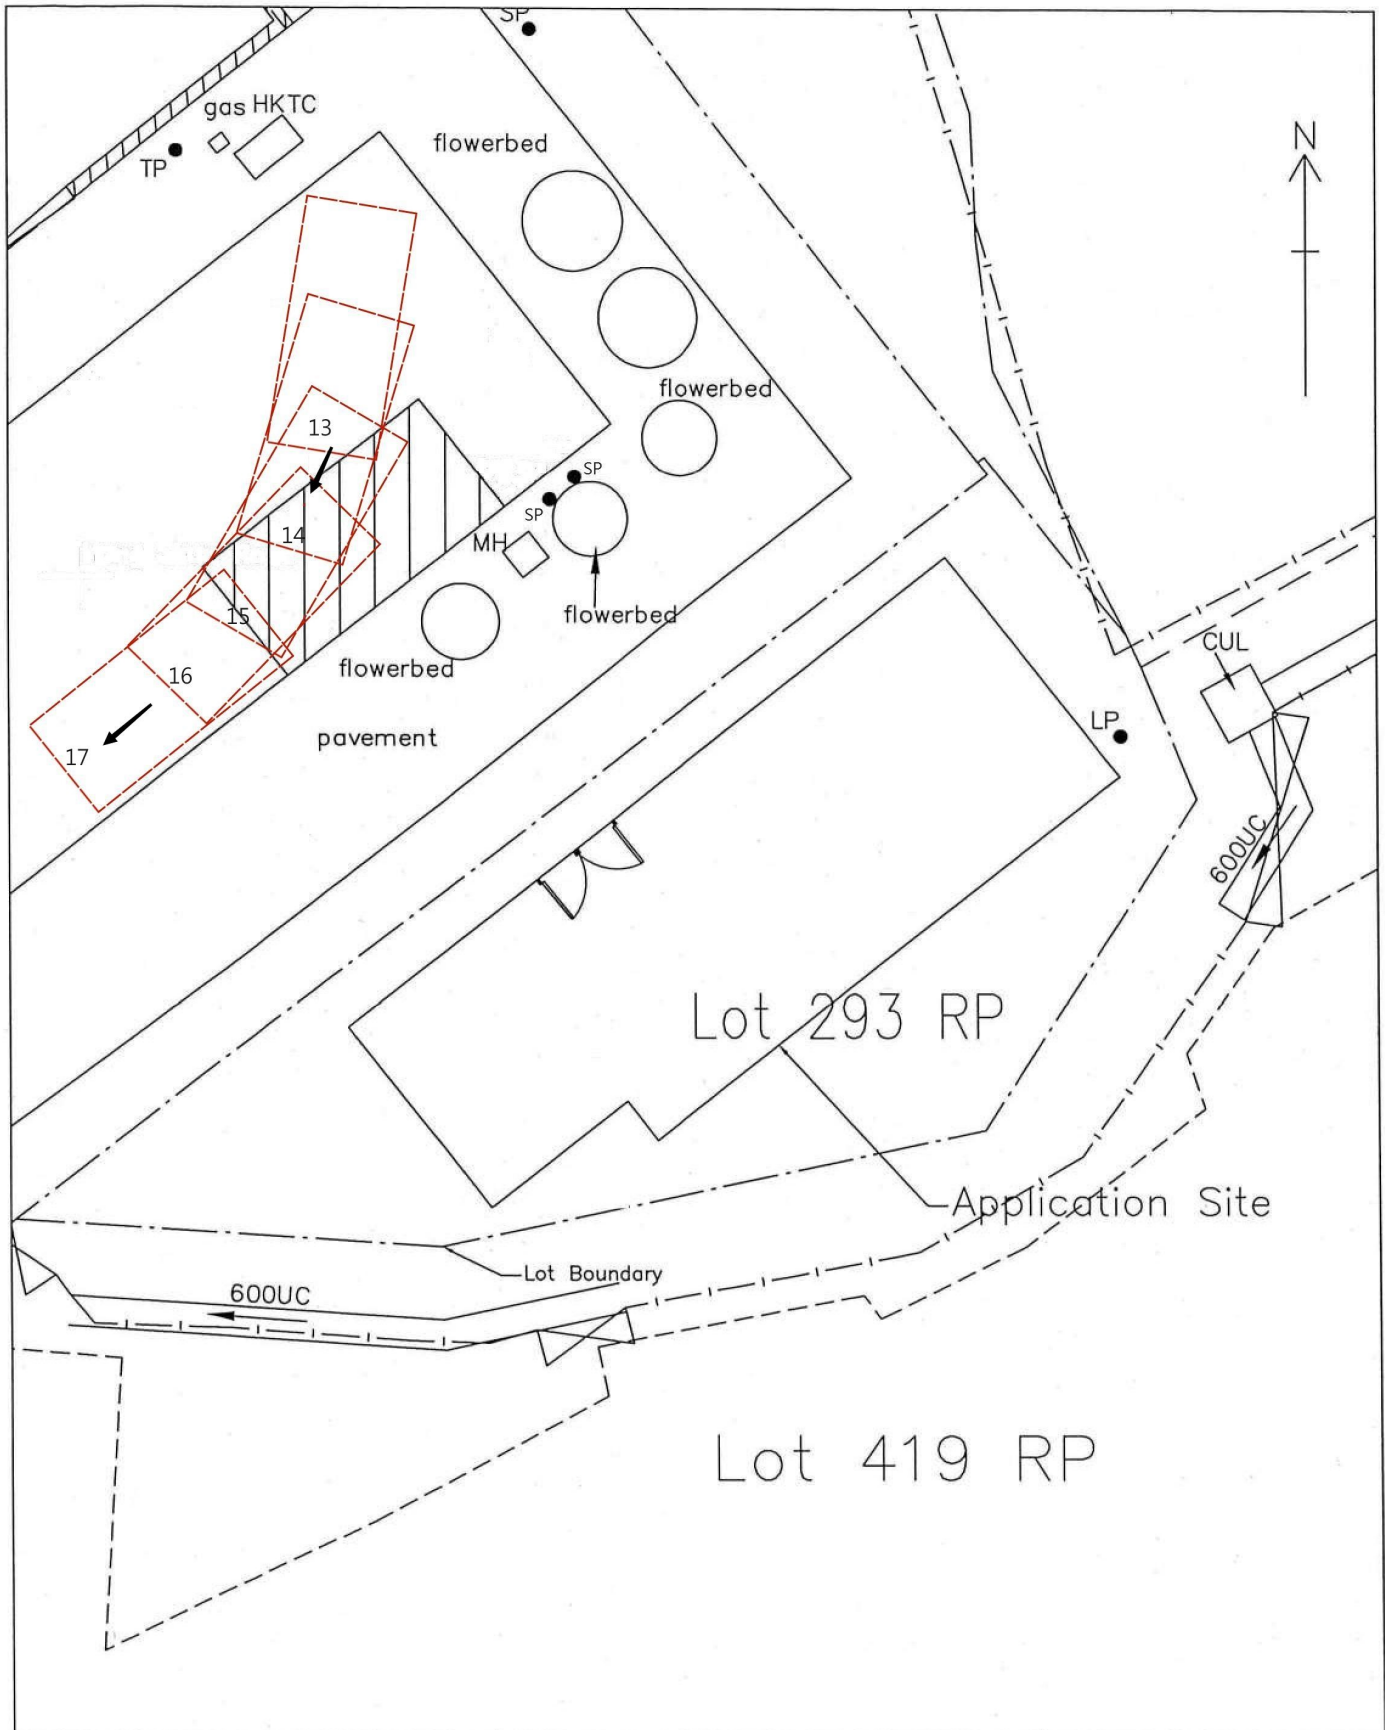 SP
gas HKTC
TP
flowerbed
N
flowerbed
13
SP
SP
14
MH
flowerbed
15
CUL
flowerbed
16
LP
pavement
17
600UC
Lot 293 RP
Application Site
Lot Boundary
600UC
Lot 419 RP